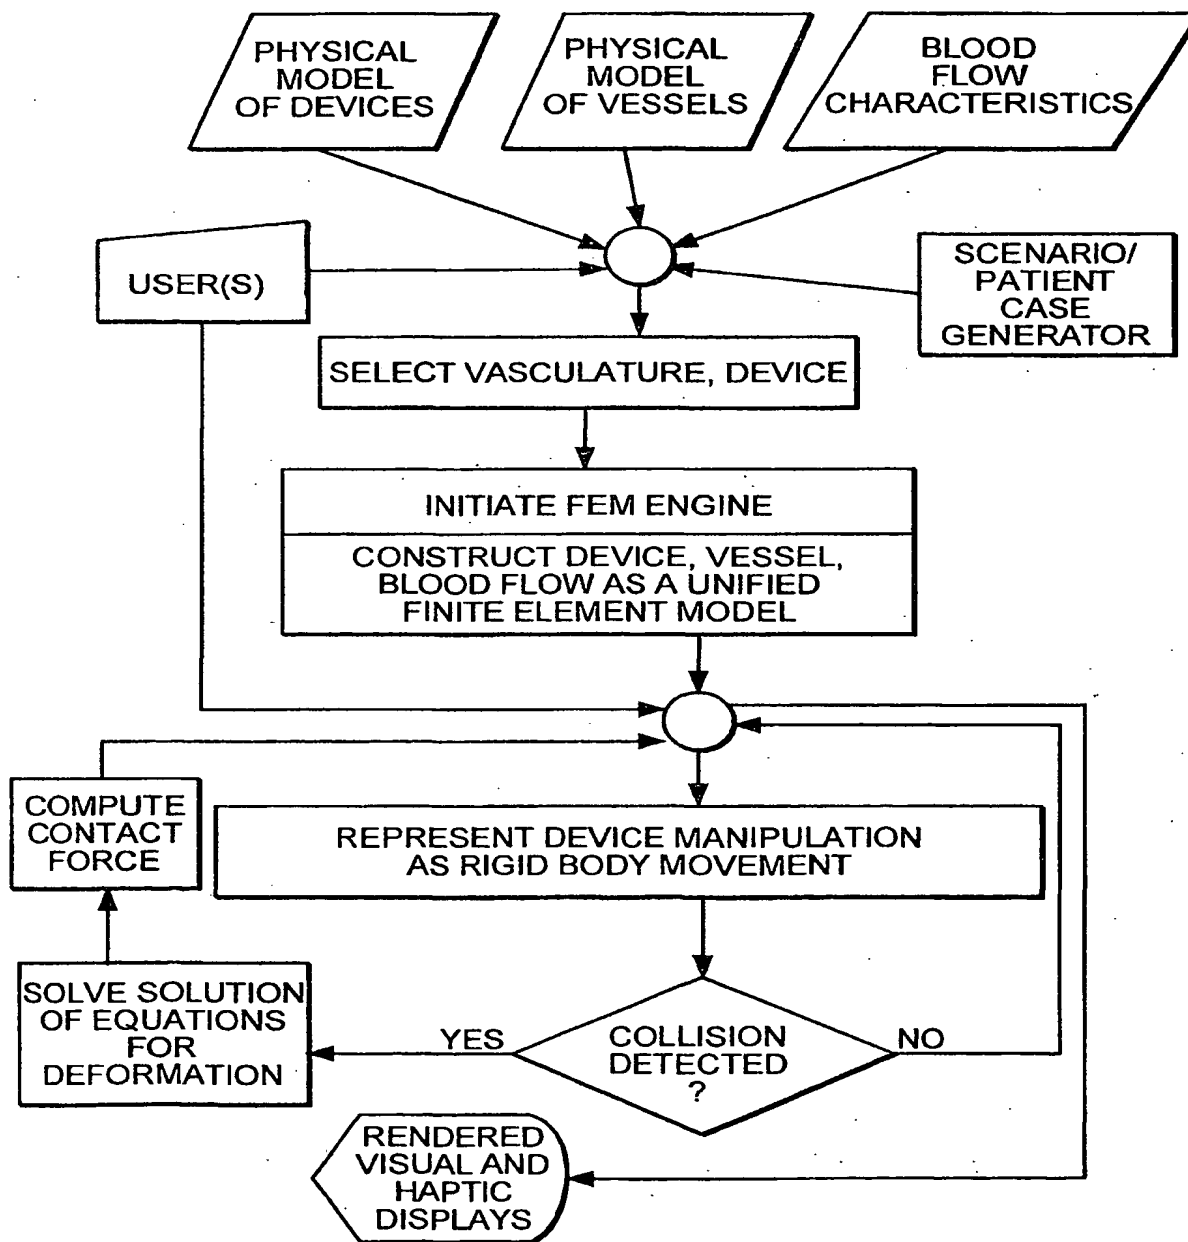 PHYSICAL
MODEL
OF DEVICES
PHYSICAL
MODEL
OF VESSELS
BLOOD
FLOW
CHARACTERISTICS
USER(S)
SCENARIO/
PATIENT
CASE
GENERATOR
SELECT VASCULATURE, DEVICE
INITIATE FEM ENGINE
CONSTRUCT DEVICE, VESSEL,
BLOOD FLOW AS A UNIFIED
FINITE ELEMENT MODEL
COMPUTE
CONTACT
FORCE
REPRESENT DEVICE MANIPULATION
AS RIGID BODY MOVEMENT
SOLVE SOLUTION
OF EQUATIONS
FOR
DEFORMATION
YES
COLLISION
DETECTED
?
NO
RENDERED
VISUAL AND
HAPTIC
DISPLAYS